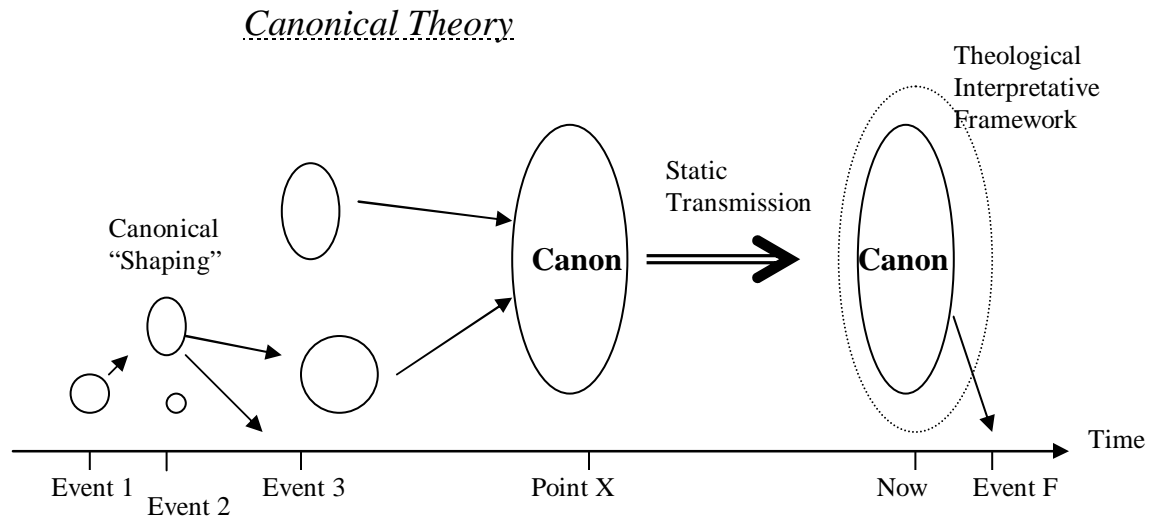 Canonical Theory
Theological
Interpretative
Framework
Static
Transmission
Canonical
“Shaping”
Canon
Canon
Time
Event 1
Event 2
Event 3
Point X
Now
Event F